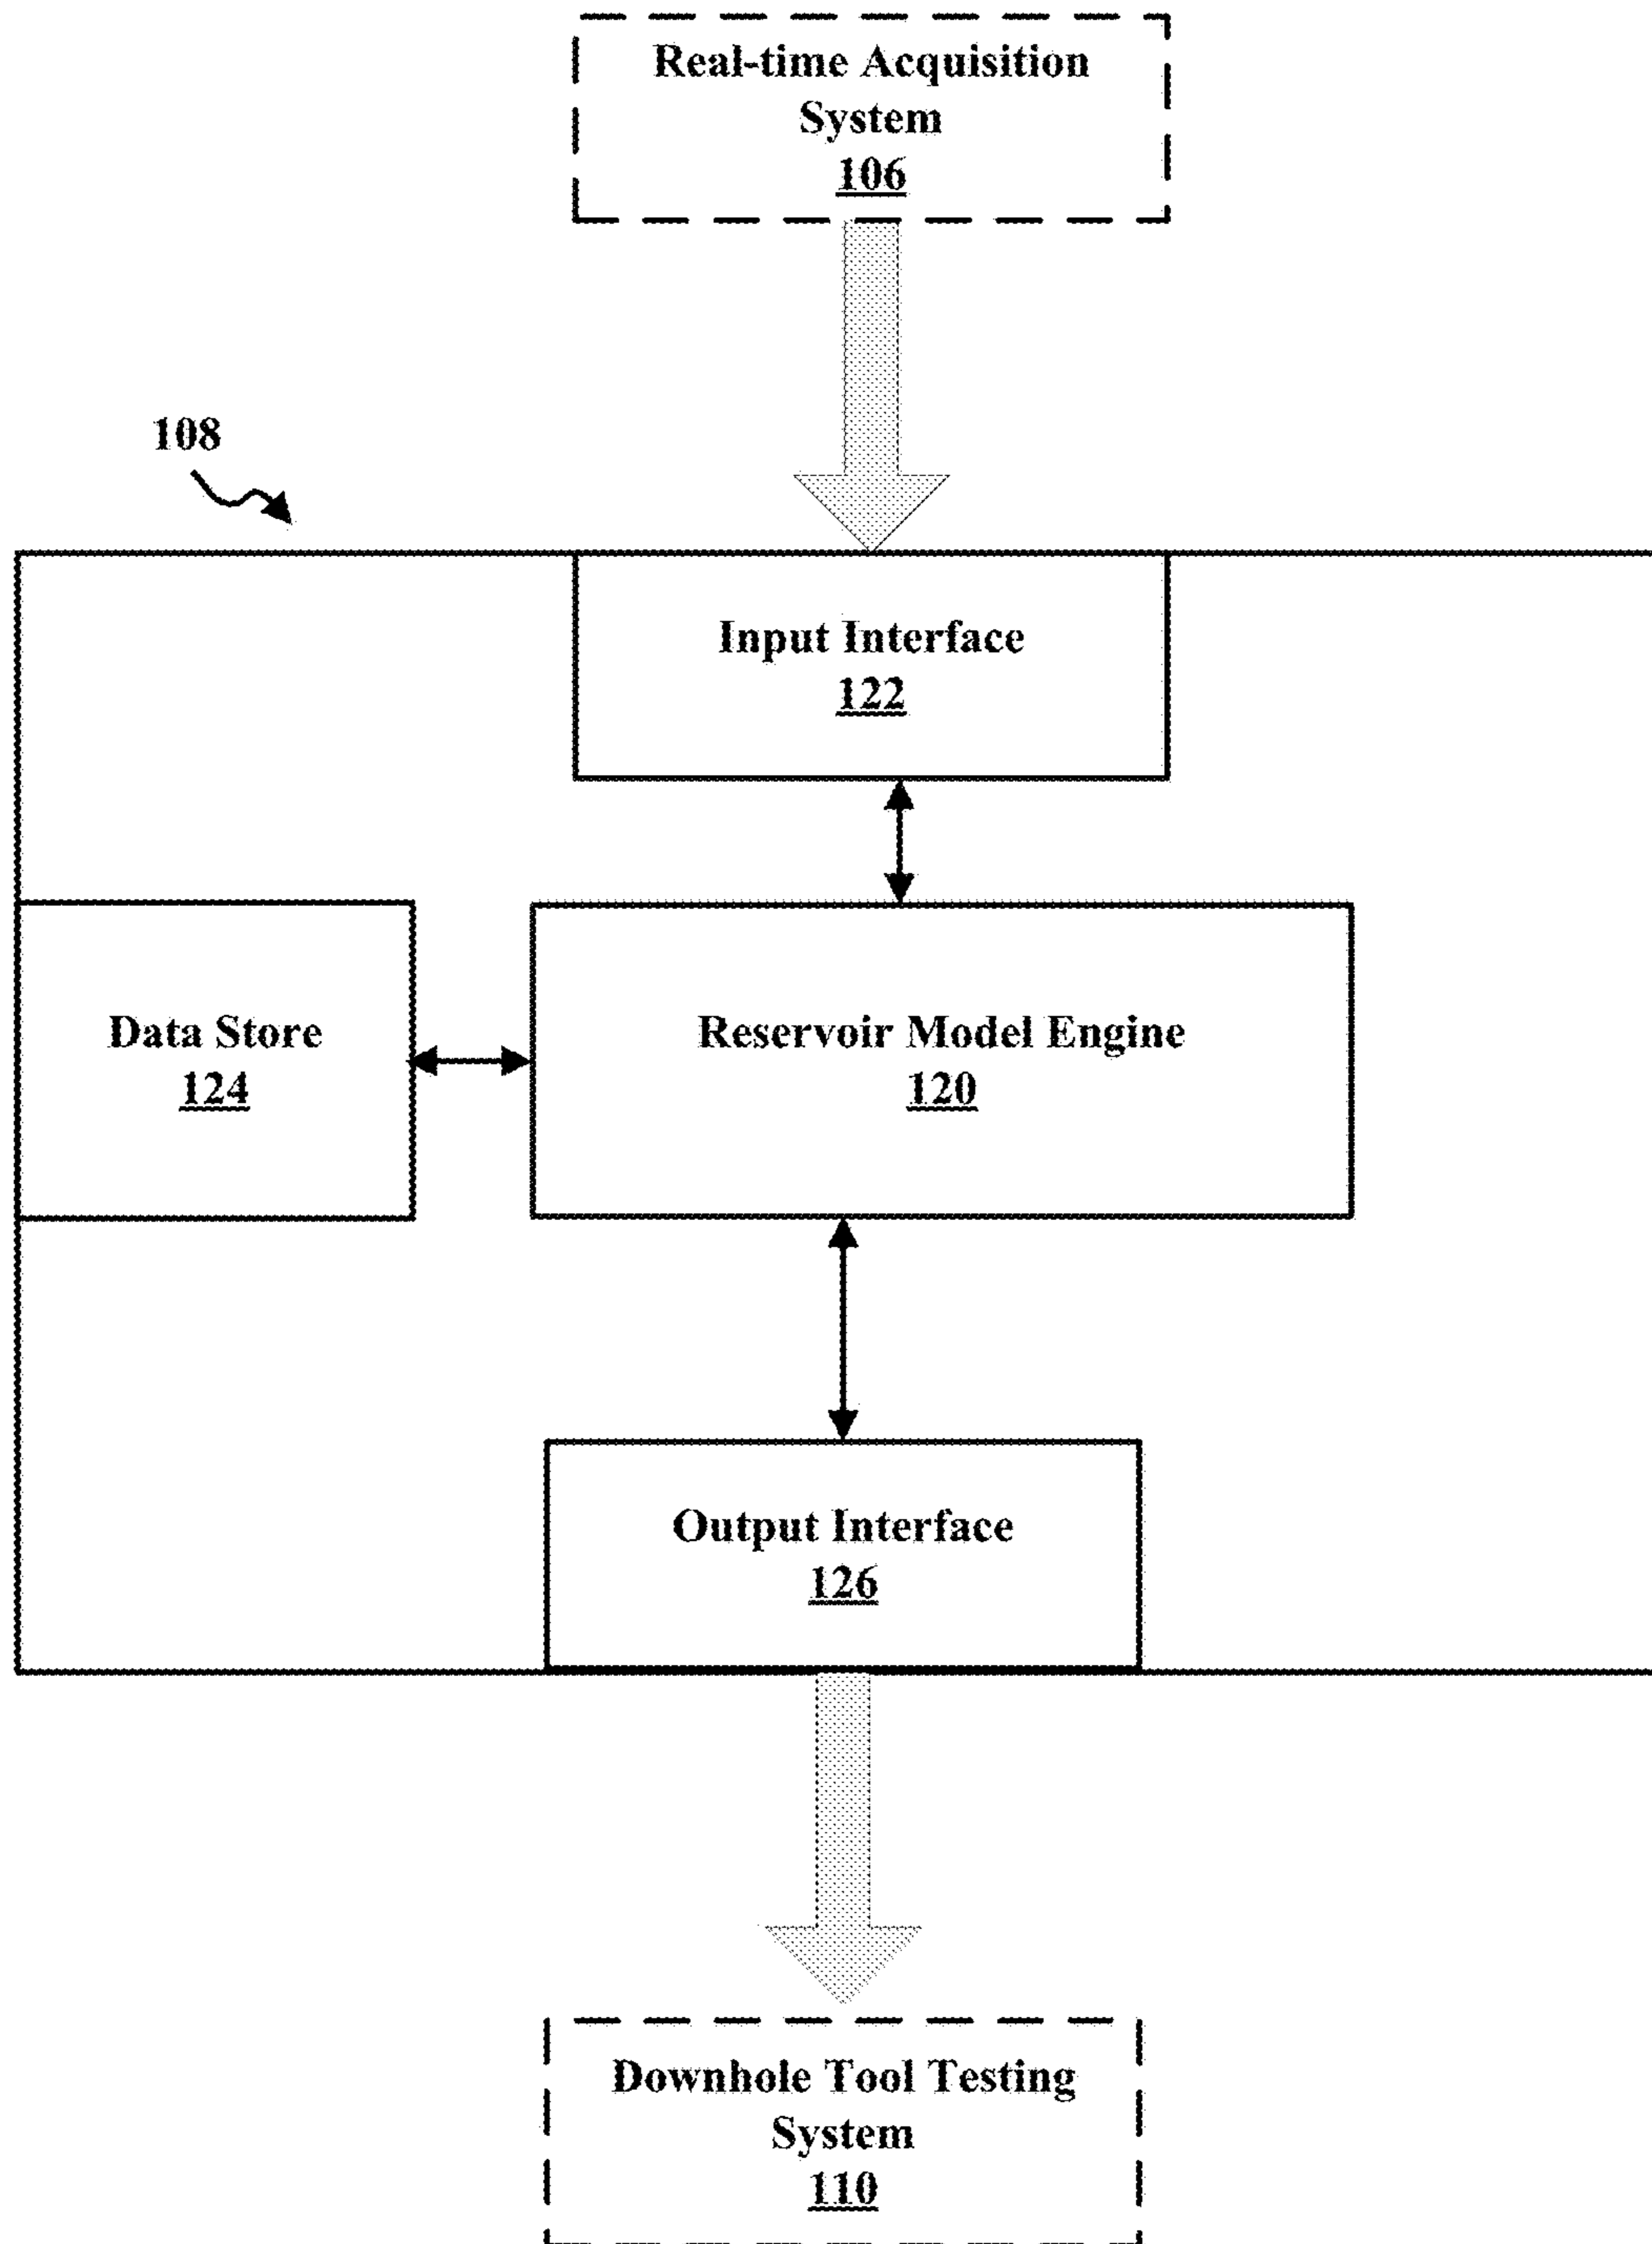 Real-time Acquisition
System
106
108
Input Interface
122
Data Store
124
Reservoir Model Engine
120
Output Interface
126
Downhole Tool Testing
System
110